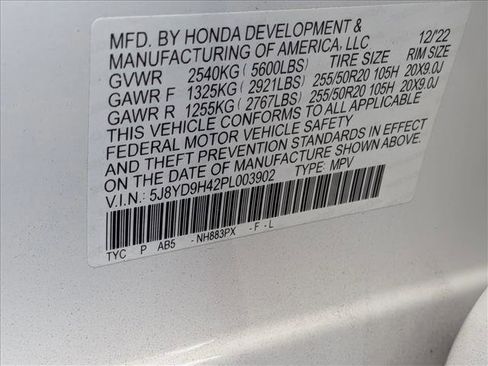 MFD. BY HONDA DEVELOPMENT & 12/22
MANUFACTURING OF AMERICA, LLC
GVWR 2540KG (5600LBS) TIRE SIZE RIM SIZE
GAWR F 1325KG (2921LBS) 255/50R20 105H 20X9.0J
GAWR R 1255KG (2767LBS) 255/50R20 105H 20X9.0J
THIS VEHICLE CONFORMS TO ALL APPLICABLE
FEDERAL MOTOR VEHICLE SAFETY
AND THEFT PREVENTION STANDARDS IN EFFECT
ON THE DATE OF MANUFACTURE SHOWN ABOVE.
V.I.N.: 5J8YD9H42PL003902 TYPE: MPV
TYC P AB5 -NH883PX -F-L